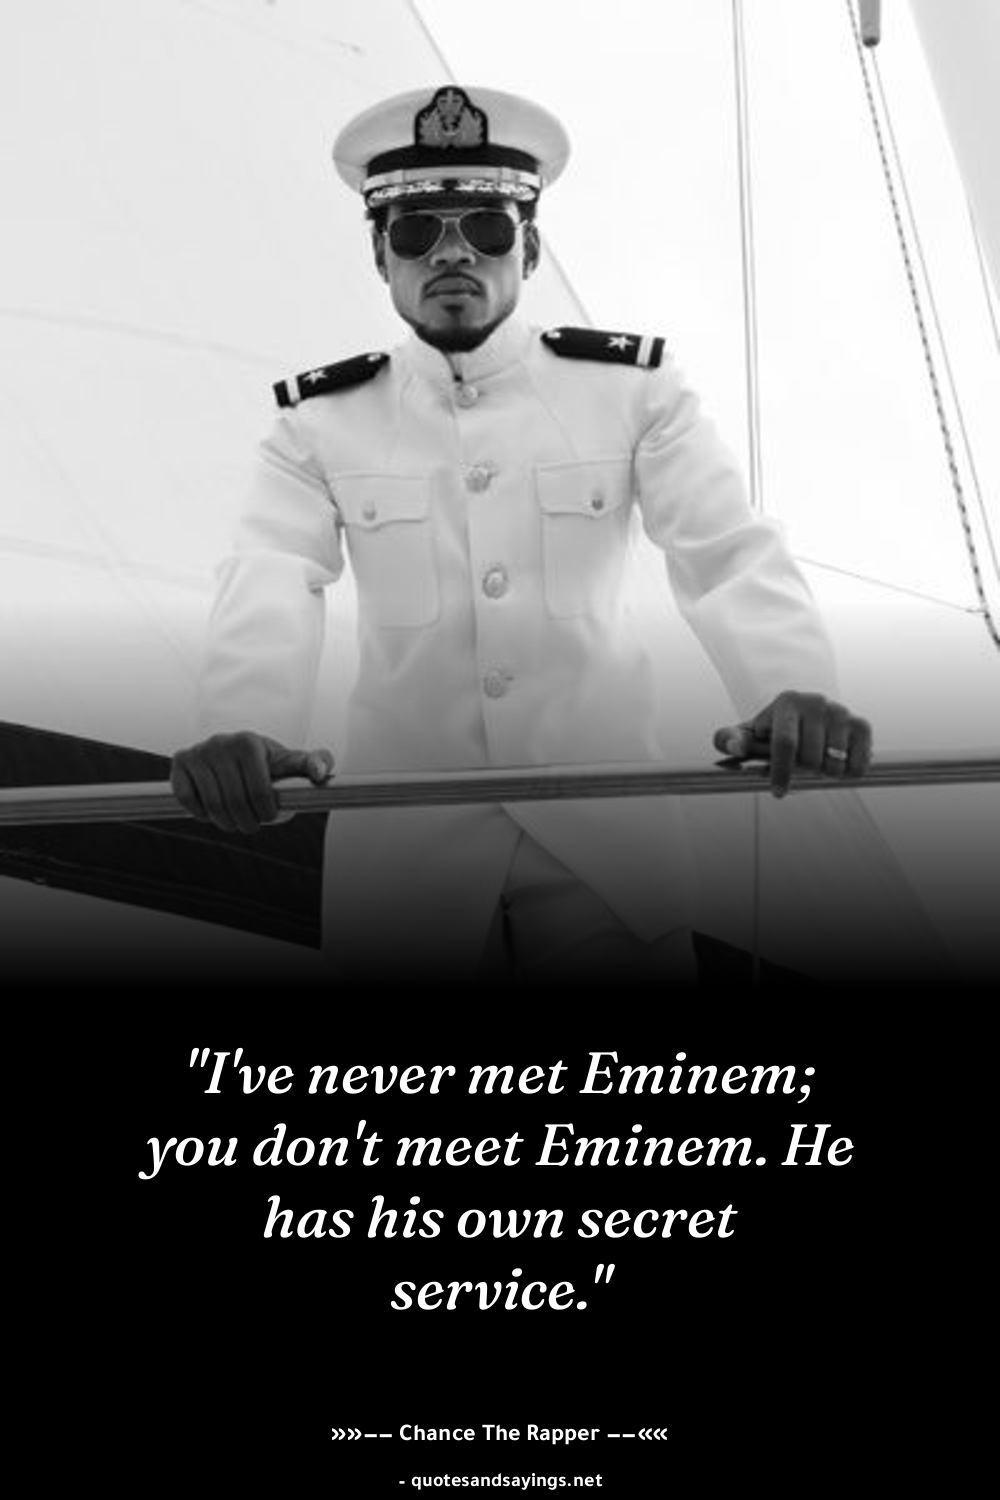 "I've never met Eminem;
you don't meet Eminem. He
has his own secret
service."
»»–– Chance The Rapper ––««
- quotesandsayings.net